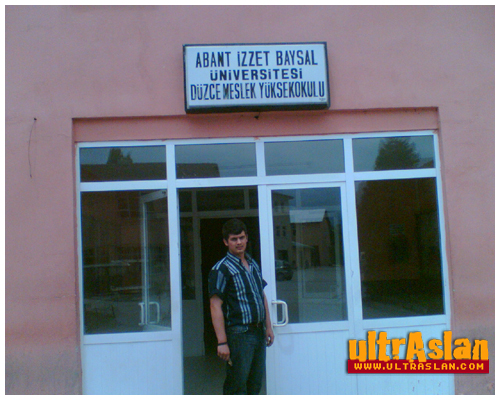 ABANT İZZET BAYSAL
ÜNİVERSİTESİ
DÜZCE MESLEK YÜKSEKOKULU
ultrAslan
WWW.ULTRASLAN.COM